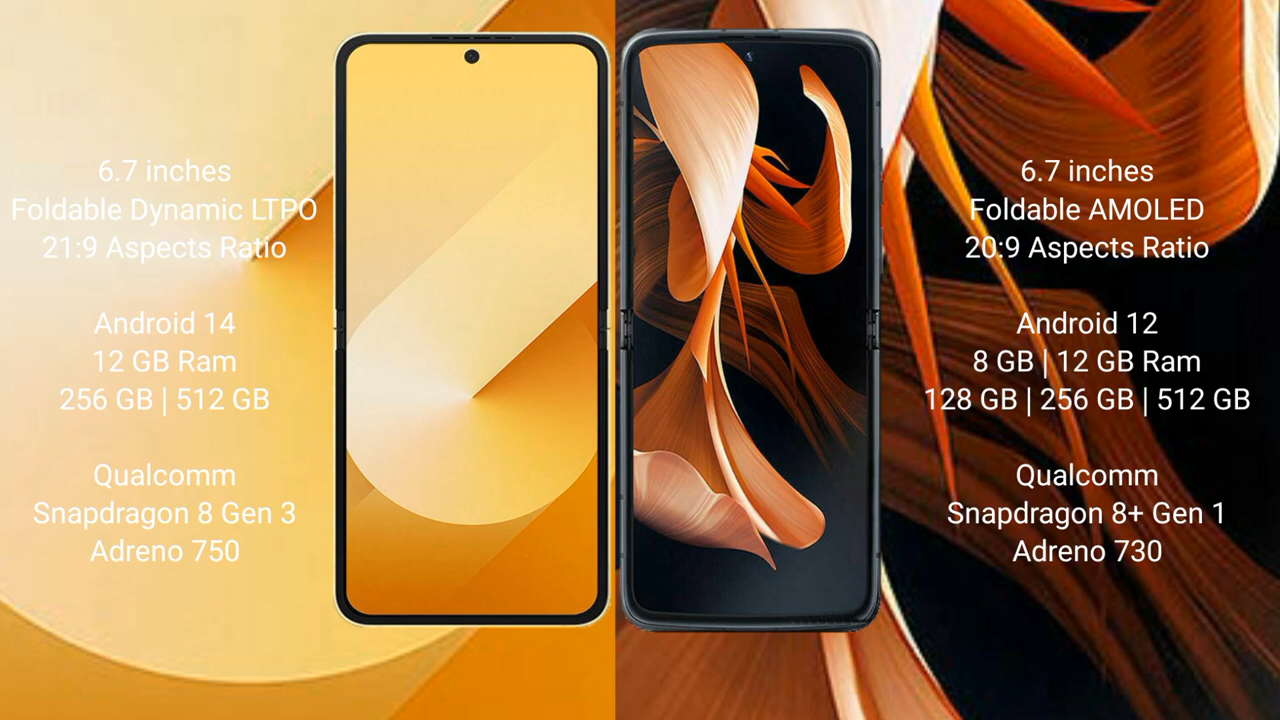 6.7 inches
Foldable Dynamic LTPO
21:9 Aspects Ratio
Android 14
12 GB Ram
256 GB | 512 GB
Qualcomm
Snapdragon 8 Gen 3
Adreno 750
6.7 inches
Foldable AMOLED
20:9 Aspects Ratio
Android 12
8 GB | 12 GB Ram
128 GB | 256 GB | 512 GB
Qualcomm
Snapdragon 8+ Gen 1
Adreno 730